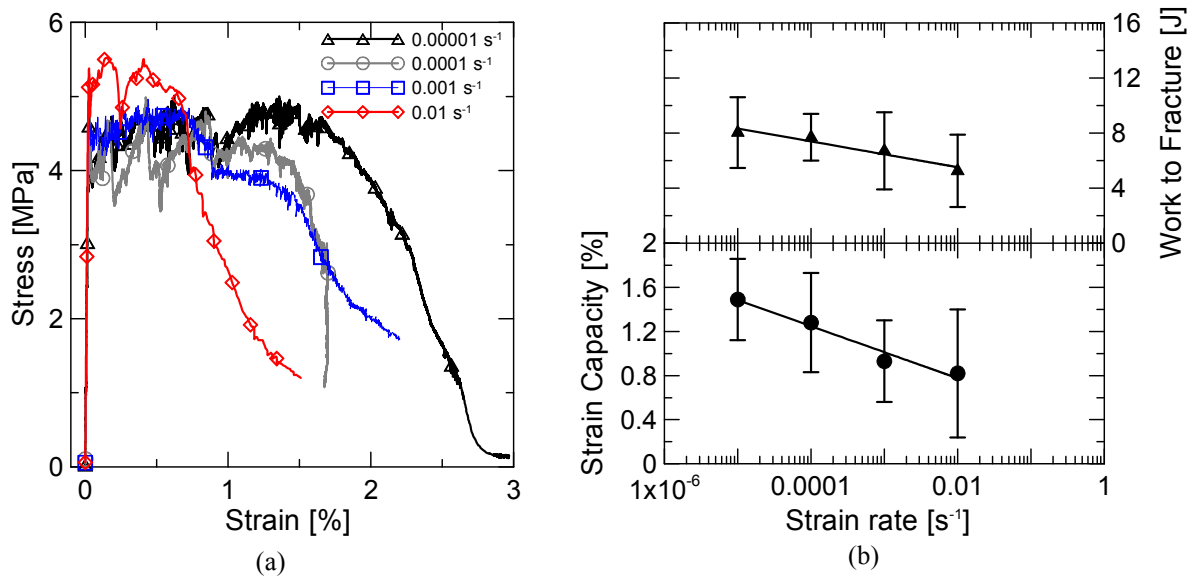 6
4
2
0
Stress [MPa]
0.00001 s⁻¹
0.0001 s⁻¹
0.001 s⁻¹
0.01 s⁻¹
0 1 2 3
Strain [%]
(a)
16
12
8
4
0
Work to Fracture [J]
2
1.6
1.2
0.8
0.4
0
Strain Capacity [%]
1x10⁻⁶ 0.0001 0.01 1
Strain rate [s⁻¹]
(b)